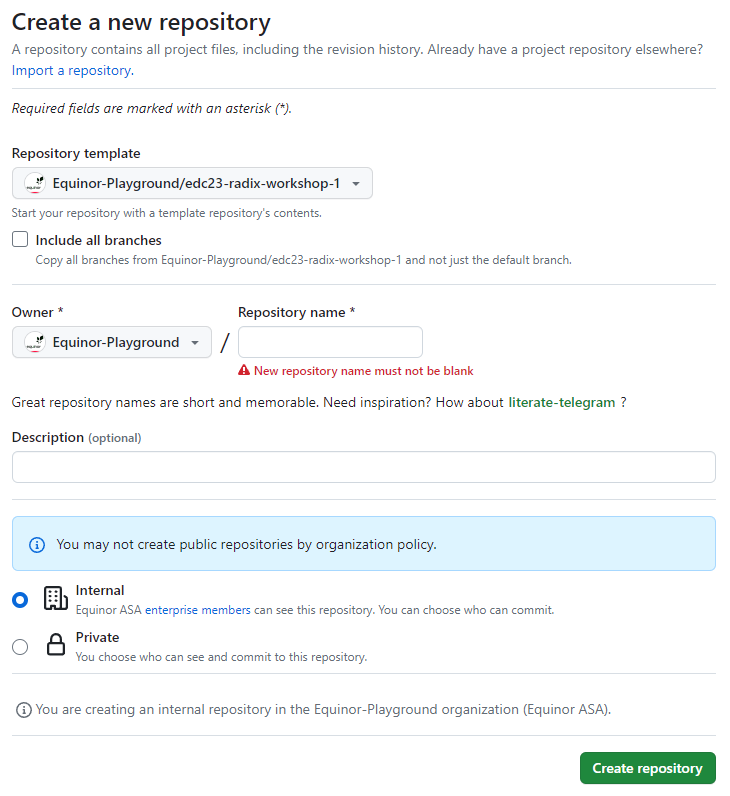 Create a new repository
A repository contains all project files, including the revision history. Already have a project repository elsewhere?
Import a repository.
Required fields are marked with an asterisk (*).
Repository template
Equinor-Playground/edc23-radix-workshop-1
Start your repository with a template repository's contents.
Include all branches
Copy all branches from Equinor-Playground/edc23-radix-workshop-1 and not just the default branch.
Owner * Repository name *
Equinor-Playground /
New repository name must not be blank
Great repository names are short and memorable. Need inspiration? How about literate-telegram ?
Description (optional)
You may not create public repositories by organization policy.
Internal
Equinor ASA enterprise members can see this repository. You can choose who can commit.
Private
You choose who can see and commit to this repository.
You are creating an internal repository in the Equinor-Playground organization (Equinor ASA).
Create repository